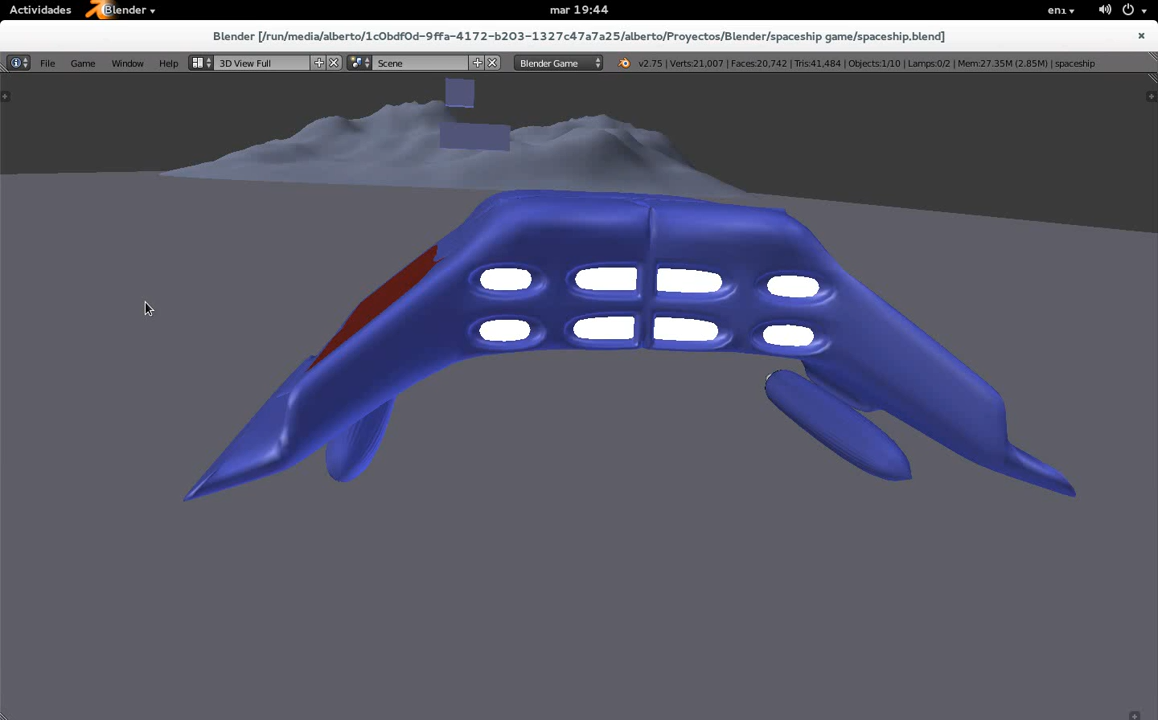 Actividades Blender mar 19:44 en₁
Blender [/run/media/alberto/1c0bdf0d-9ffa-4172-b203-1327c47a7a25/alberto/Proyectos/Blender/spaceship game/spaceship.blend]
File Game Window Help 3D View Full Scene Blender Game v2.75 | Verts:21,007 | Faces:20,742 | Tris:41,484 | Objects:1/10 | Lamps:0/2 | Mem:27.35M (2.85M) | spaceship